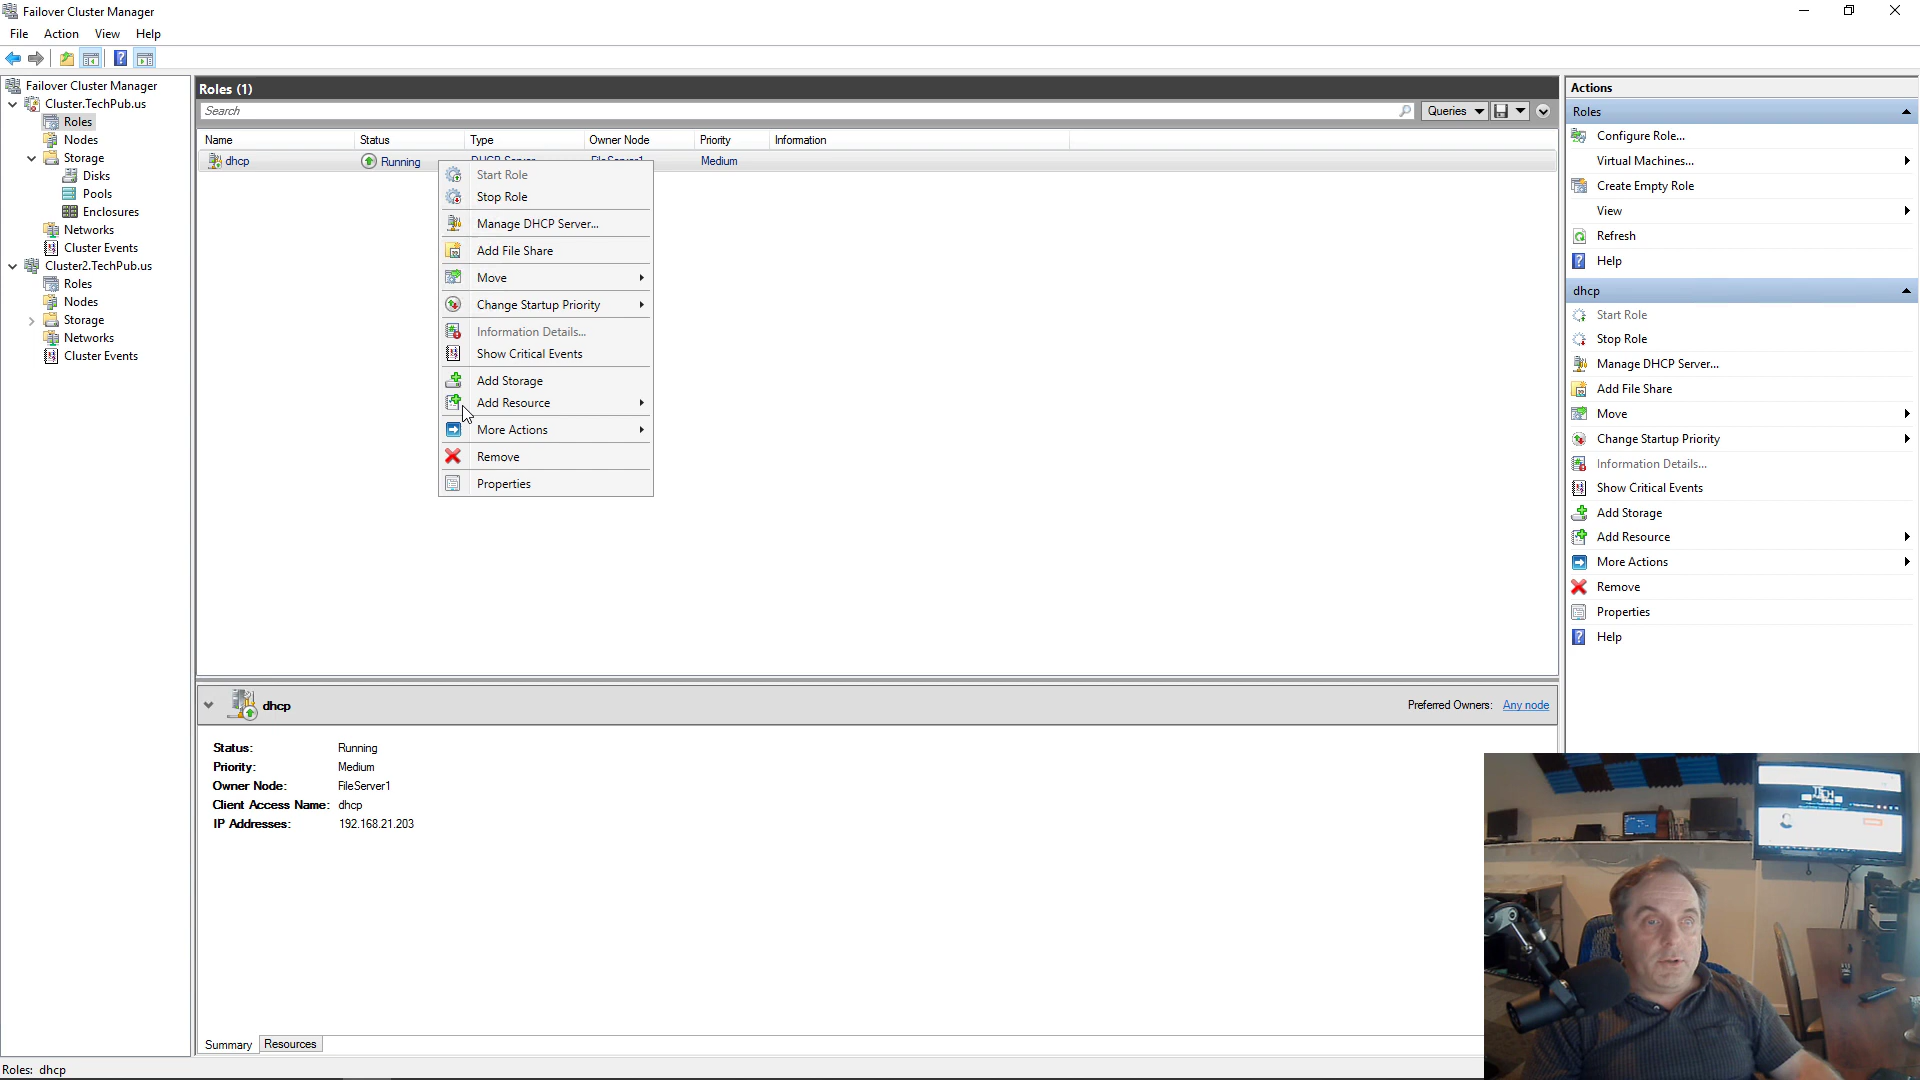 Failover Cluster Manager
File Action View Help
Failover Cluster Manager
Cluster.TechPub.us
Roles
Nodes
Storage
Disks
Pools
Enclosures
Networks
Cluster Events
Cluster2.TechPub.us
Roles
Nodes
Storage
Networks
Cluster Events
Roles (1)
Search
Queries
Name Status Type Owner Node Priority Information
dhcp Running DHCP Server FileServer1 Medium
Start Role
Stop Role
Manage DHCP Server...
Add File Share
Move
Change Startup Priority
Information Details...
Show Critical Events
Add Storage
Add Resource
More Actions
Remove
Properties
dhcp
Preferred Owners: Any node
Status: Running
Priority: Medium
Owner Node: FileServer1
Client Access Name: dhcp
IP Addresses: 192.168.21.203
Summary Resources
Actions
Roles
Configure Role...
Virtual Machines...
Create Empty Role
View
Refresh
Help
dhcp
Start Role
Stop Role
Manage DHCP Server...
Add File Share
Move
Change Startup Priority
Information Details...
Show Critical Events
Add Storage
Add Resource
More Actions
Remove
Properties
Help
Roles: dhcp